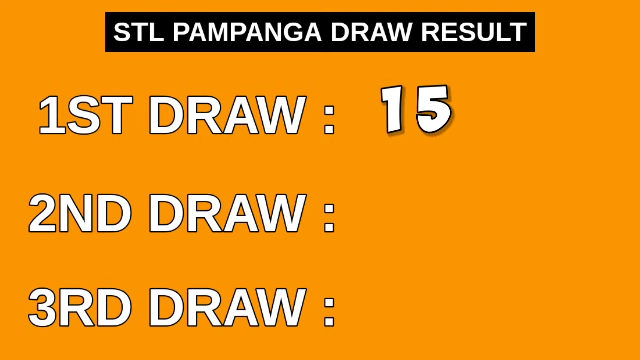 STL PAMPANGA DRAW RESULT
1ST DRAW : 15
2ND DRAW :
3RD DRAW :